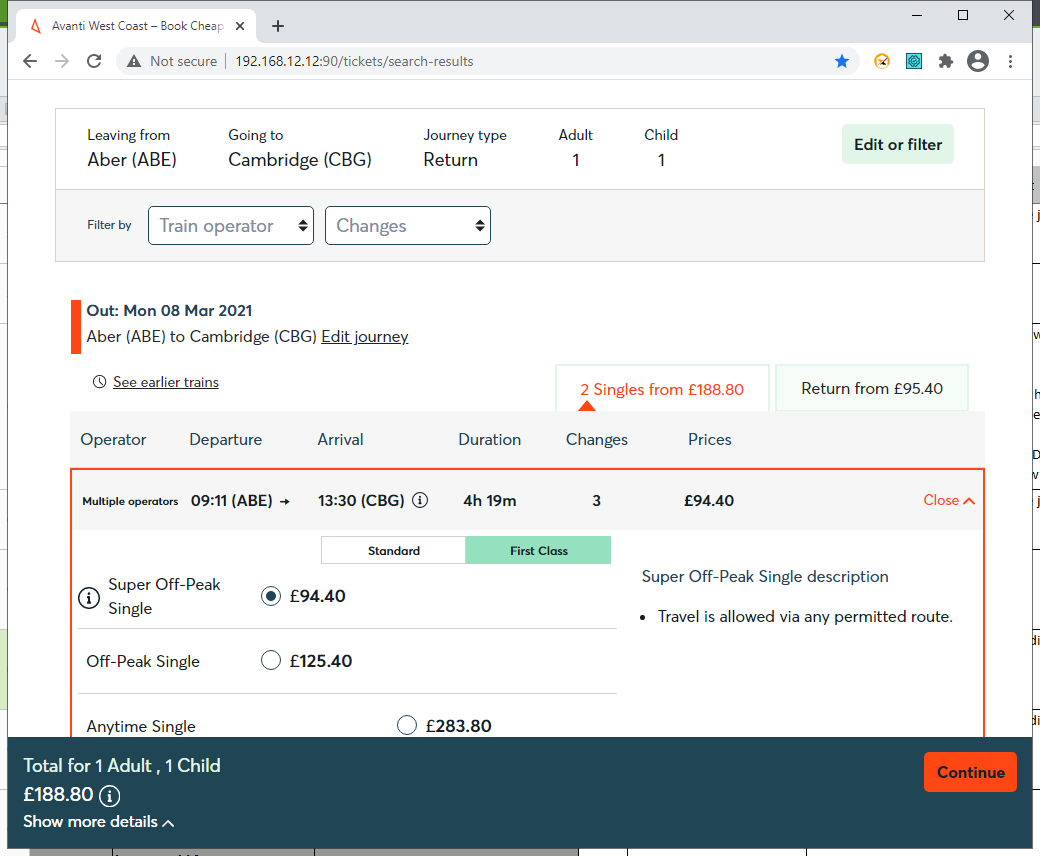 Avanti West Coast – Book Cheap
Not secure | 192.168.12.12:90/tickets/search-results
Leaving from Going to Journey type Adult Child
Aber (ABE) Cambridge (CBG) Return 1 1
Edit or filter
Filter by Train operator Changes
Out: Mon 08 Mar 2021
Aber (ABE) to Cambridge (CBG) Edit journey
See earlier trains
2 Singles from £188.80 Return from £95.40
Operator Departure Arrival Duration Changes Prices
Multiple operators 09:11 (ABE) → 13:30 (CBG) 4h 19m 3 £94.40 Close
Standard First Class
Super Off-Peak
Single
£94.40
Super Off-Peak Single description
• Travel is allowed via any permitted route.
Off-Peak Single £125.40
Anytime Single £283.80
Total for 1 Adult , 1 Child
£188.80
Show more details
Continue